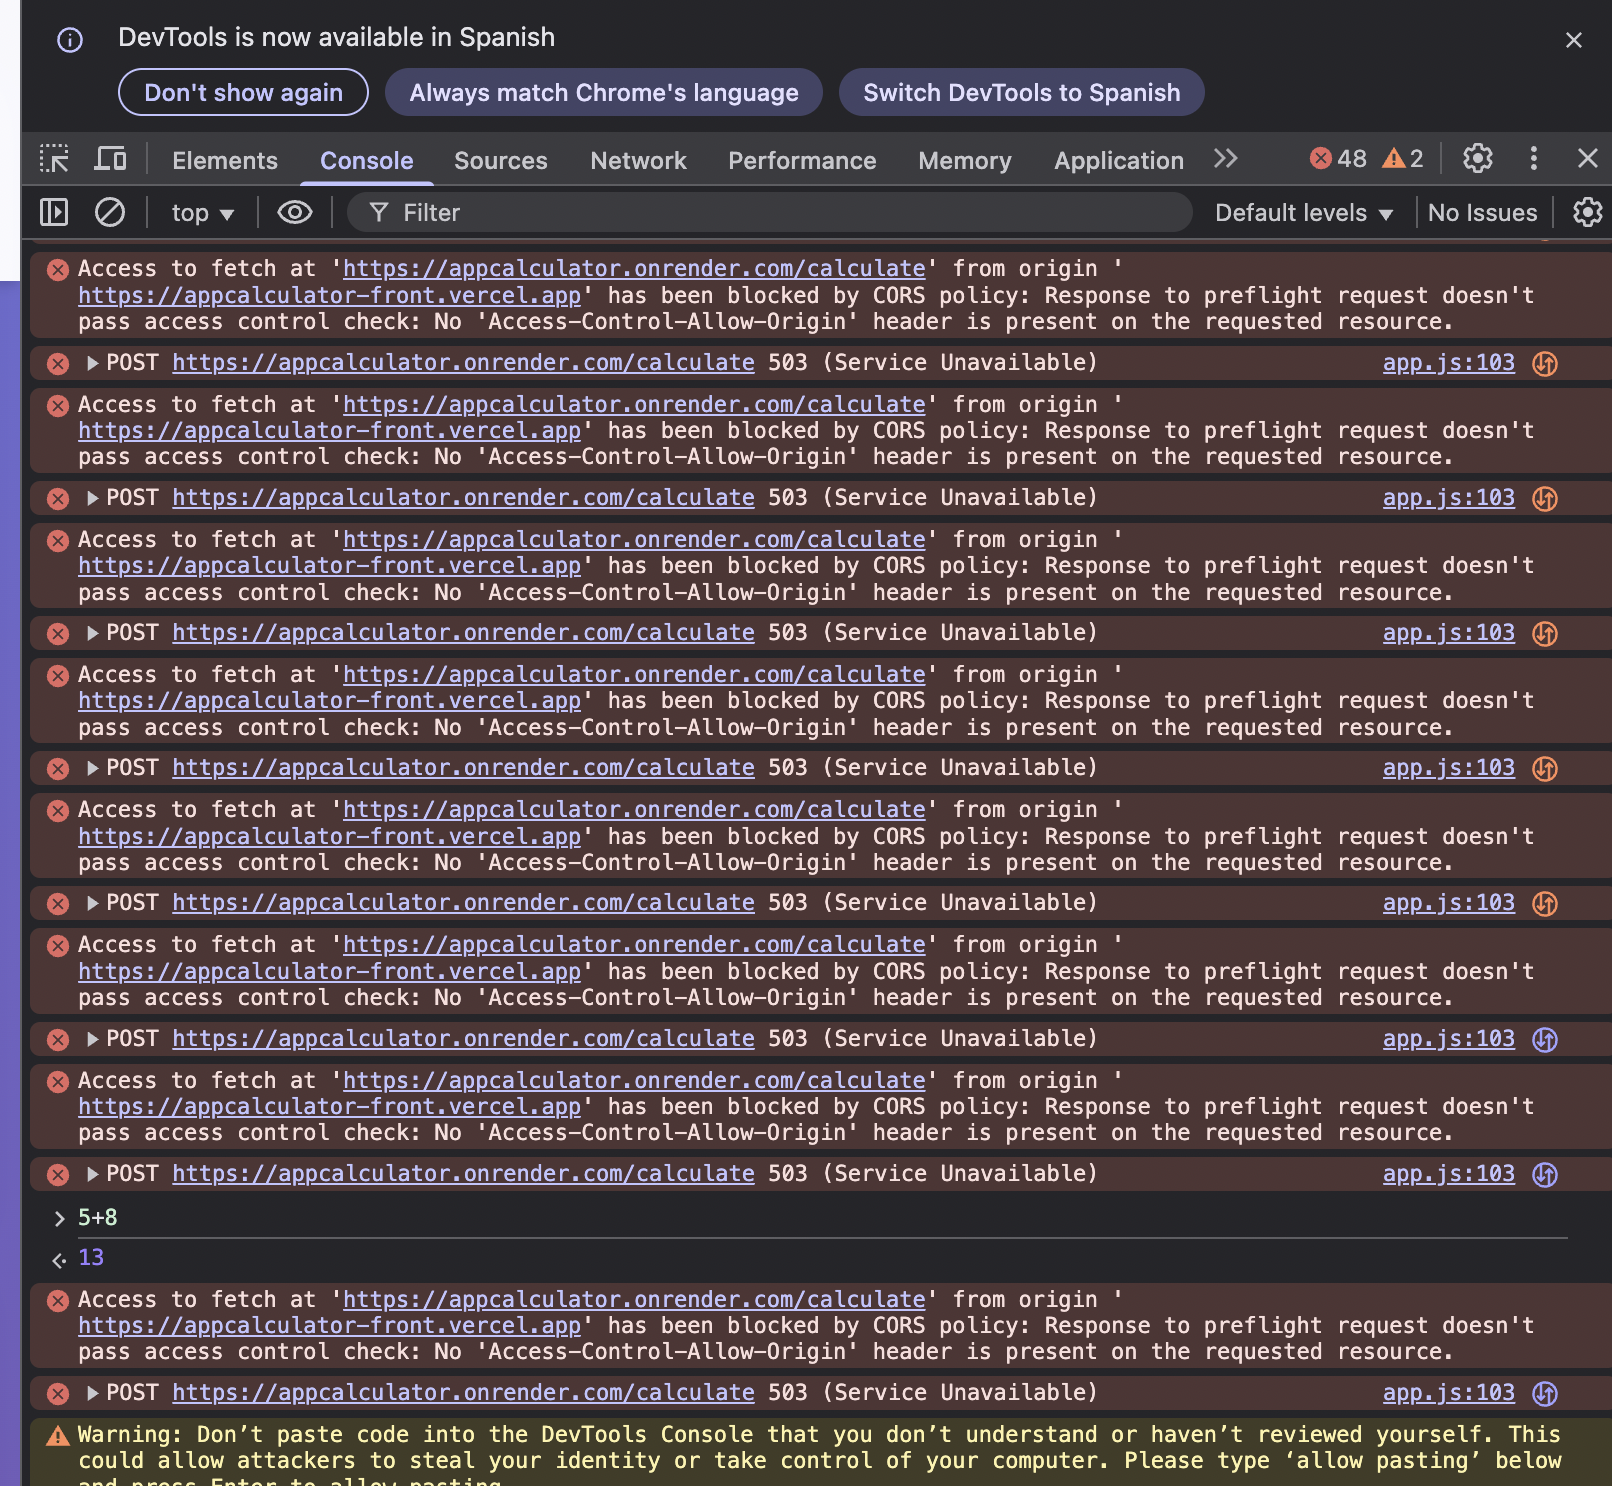 DevTools is now available in Spanish
Don't show again
Always match Chrome's language
Switch DevTools to Spanish
Elements Console Sources Network Performance Memory Application 48 2
top Filter Default levels No Issues
Access to fetch at 'https://appcalculator.onrender.com/calculate' from origin '
https://appcalculator-front.vercel.app' has been blocked by CORS policy: Response to preflight request doesn't
pass access control check: No 'Access-Control-Allow-Origin' header is present on the requested resource.
POST https://appcalculator.onrender.com/calculate 503 (Service Unavailable) app.js:103
Access to fetch at 'https://appcalculator.onrender.com/calculate' from origin '
https://appcalculator-front.vercel.app' has been blocked by CORS policy: Response to preflight request doesn't
pass access control check: No 'Access-Control-Allow-Origin' header is present on the requested resource.
POST https://appcalculator.onrender.com/calculate 503 (Service Unavailable) app.js:103
Access to fetch at 'https://appcalculator.onrender.com/calculate' from origin '
https://appcalculator-front.vercel.app' has been blocked by CORS policy: Response to preflight request doesn't
pass access control check: No 'Access-Control-Allow-Origin' header is present on the requested resource.
POST https://appcalculator.onrender.com/calculate 503 (Service Unavailable) app.js:103
Access to fetch at 'https://appcalculator.onrender.com/calculate' from origin '
https://appcalculator-front.vercel.app' has been blocked by CORS policy: Response to preflight request doesn't
pass access control check: No 'Access-Control-Allow-Origin' header is present on the requested resource.
POST https://appcalculator.onrender.com/calculate 503 (Service Unavailable) app.js:103
Access to fetch at 'https://appcalculator.onrender.com/calculate' from origin '
https://appcalculator-front.vercel.app' has been blocked by CORS policy: Response to preflight request doesn't
pass access control check: No 'Access-Control-Allow-Origin' header is present on the requested resource.
POST https://appcalculator.onrender.com/calculate 503 (Service Unavailable) app.js:103
Access to fetch at 'https://appcalculator.onrender.com/calculate' from origin '
https://appcalculator-front.vercel.app' has been blocked by CORS policy: Response to preflight request doesn't
pass access control check: No 'Access-Control-Allow-Origin' header is present on the requested resource.
POST https://appcalculator.onrender.com/calculate 503 (Service Unavailable) app.js:103
Access to fetch at 'https://appcalculator.onrender.com/calculate' from origin '
https://appcalculator-front.vercel.app' has been blocked by CORS policy: Response to preflight request doesn't
pass access control check: No 'Access-Control-Allow-Origin' header is present on the requested resource.
POST https://appcalculator.onrender.com/calculate 503 (Service Unavailable) app.js:103
5+8
13
Access to fetch at 'https://appcalculator.onrender.com/calculate' from origin '
https://appcalculator-front.vercel.app' has been blocked by CORS policy: Response to preflight request doesn't
pass access control check: No 'Access-Control-Allow-Origin' header is present on the requested resource.
POST https://appcalculator.onrender.com/calculate 503 (Service Unavailable) app.js:103
Warning: Don’t paste code into the DevTools Console that you don’t understand or haven’t reviewed yourself. This
could allow attackers to steal your identity or take control of your computer. Please type ‘allow pasting’ below
and press Enter to allow pasting.